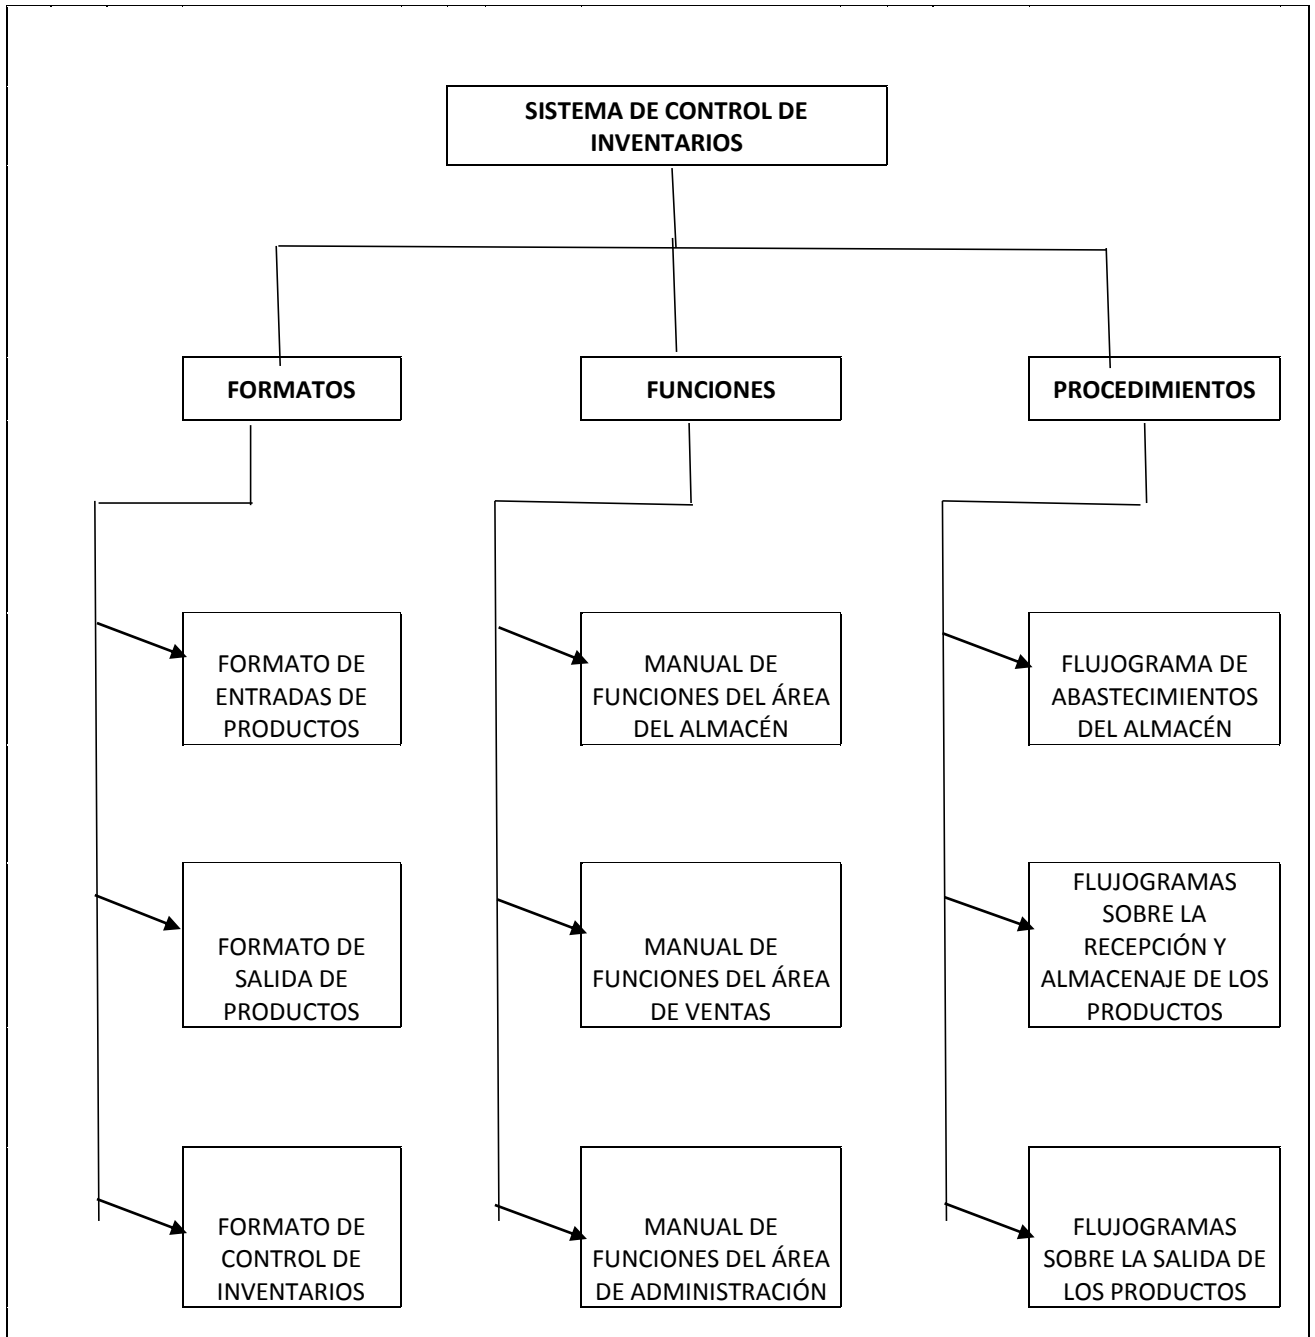 SISTEMA DE CONTROL DE
INVENTARIOS
FORMATOS
FUNCIONES
PROCEDIMIENTOS
FORMATO DE
ENTRADAS DE
PRODUCTOS
MANUAL DE
FUNCIONES DEL ÁREA
DEL ALMACÉN
FLUJOGRAMA DE
ABASTECIMIENTOS
DEL ALMACÉN
FORMATO DE
SALIDA DE
PRODUCTOS
MANUAL DE
FUNCIONES DEL ÁREA
DE VENTAS
FLUJOGRAMAS
SOBRE LA
RECEPCIÓN Y
ALMACENAJE DE LOS
PRODUCTOS
FORMATO DE
CONTROL DE
INVENTARIOS
MANUAL DE
FUNCIONES DEL ÁREA
DE ADMINISTRACIÓN
FLUJOGRAMAS
SOBRE LA SALIDA DE
LOS PRODUCTOS